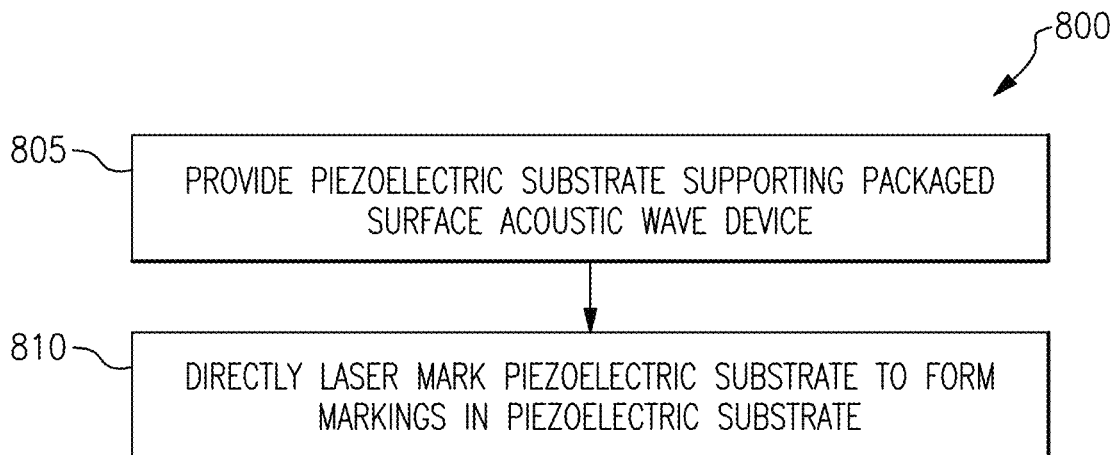 800
805
PROVIDE PIEZOELECTRIC SUBSTRATE SUPPORTING PACKAGED
SURFACE ACOUSTIC WAVE DEVICE
810
DIRECTLY LASER MARK PIEZOELECTRIC SUBSTRATE TO FORM
MARKINGS IN PIEZOELECTRIC SUBSTRATE